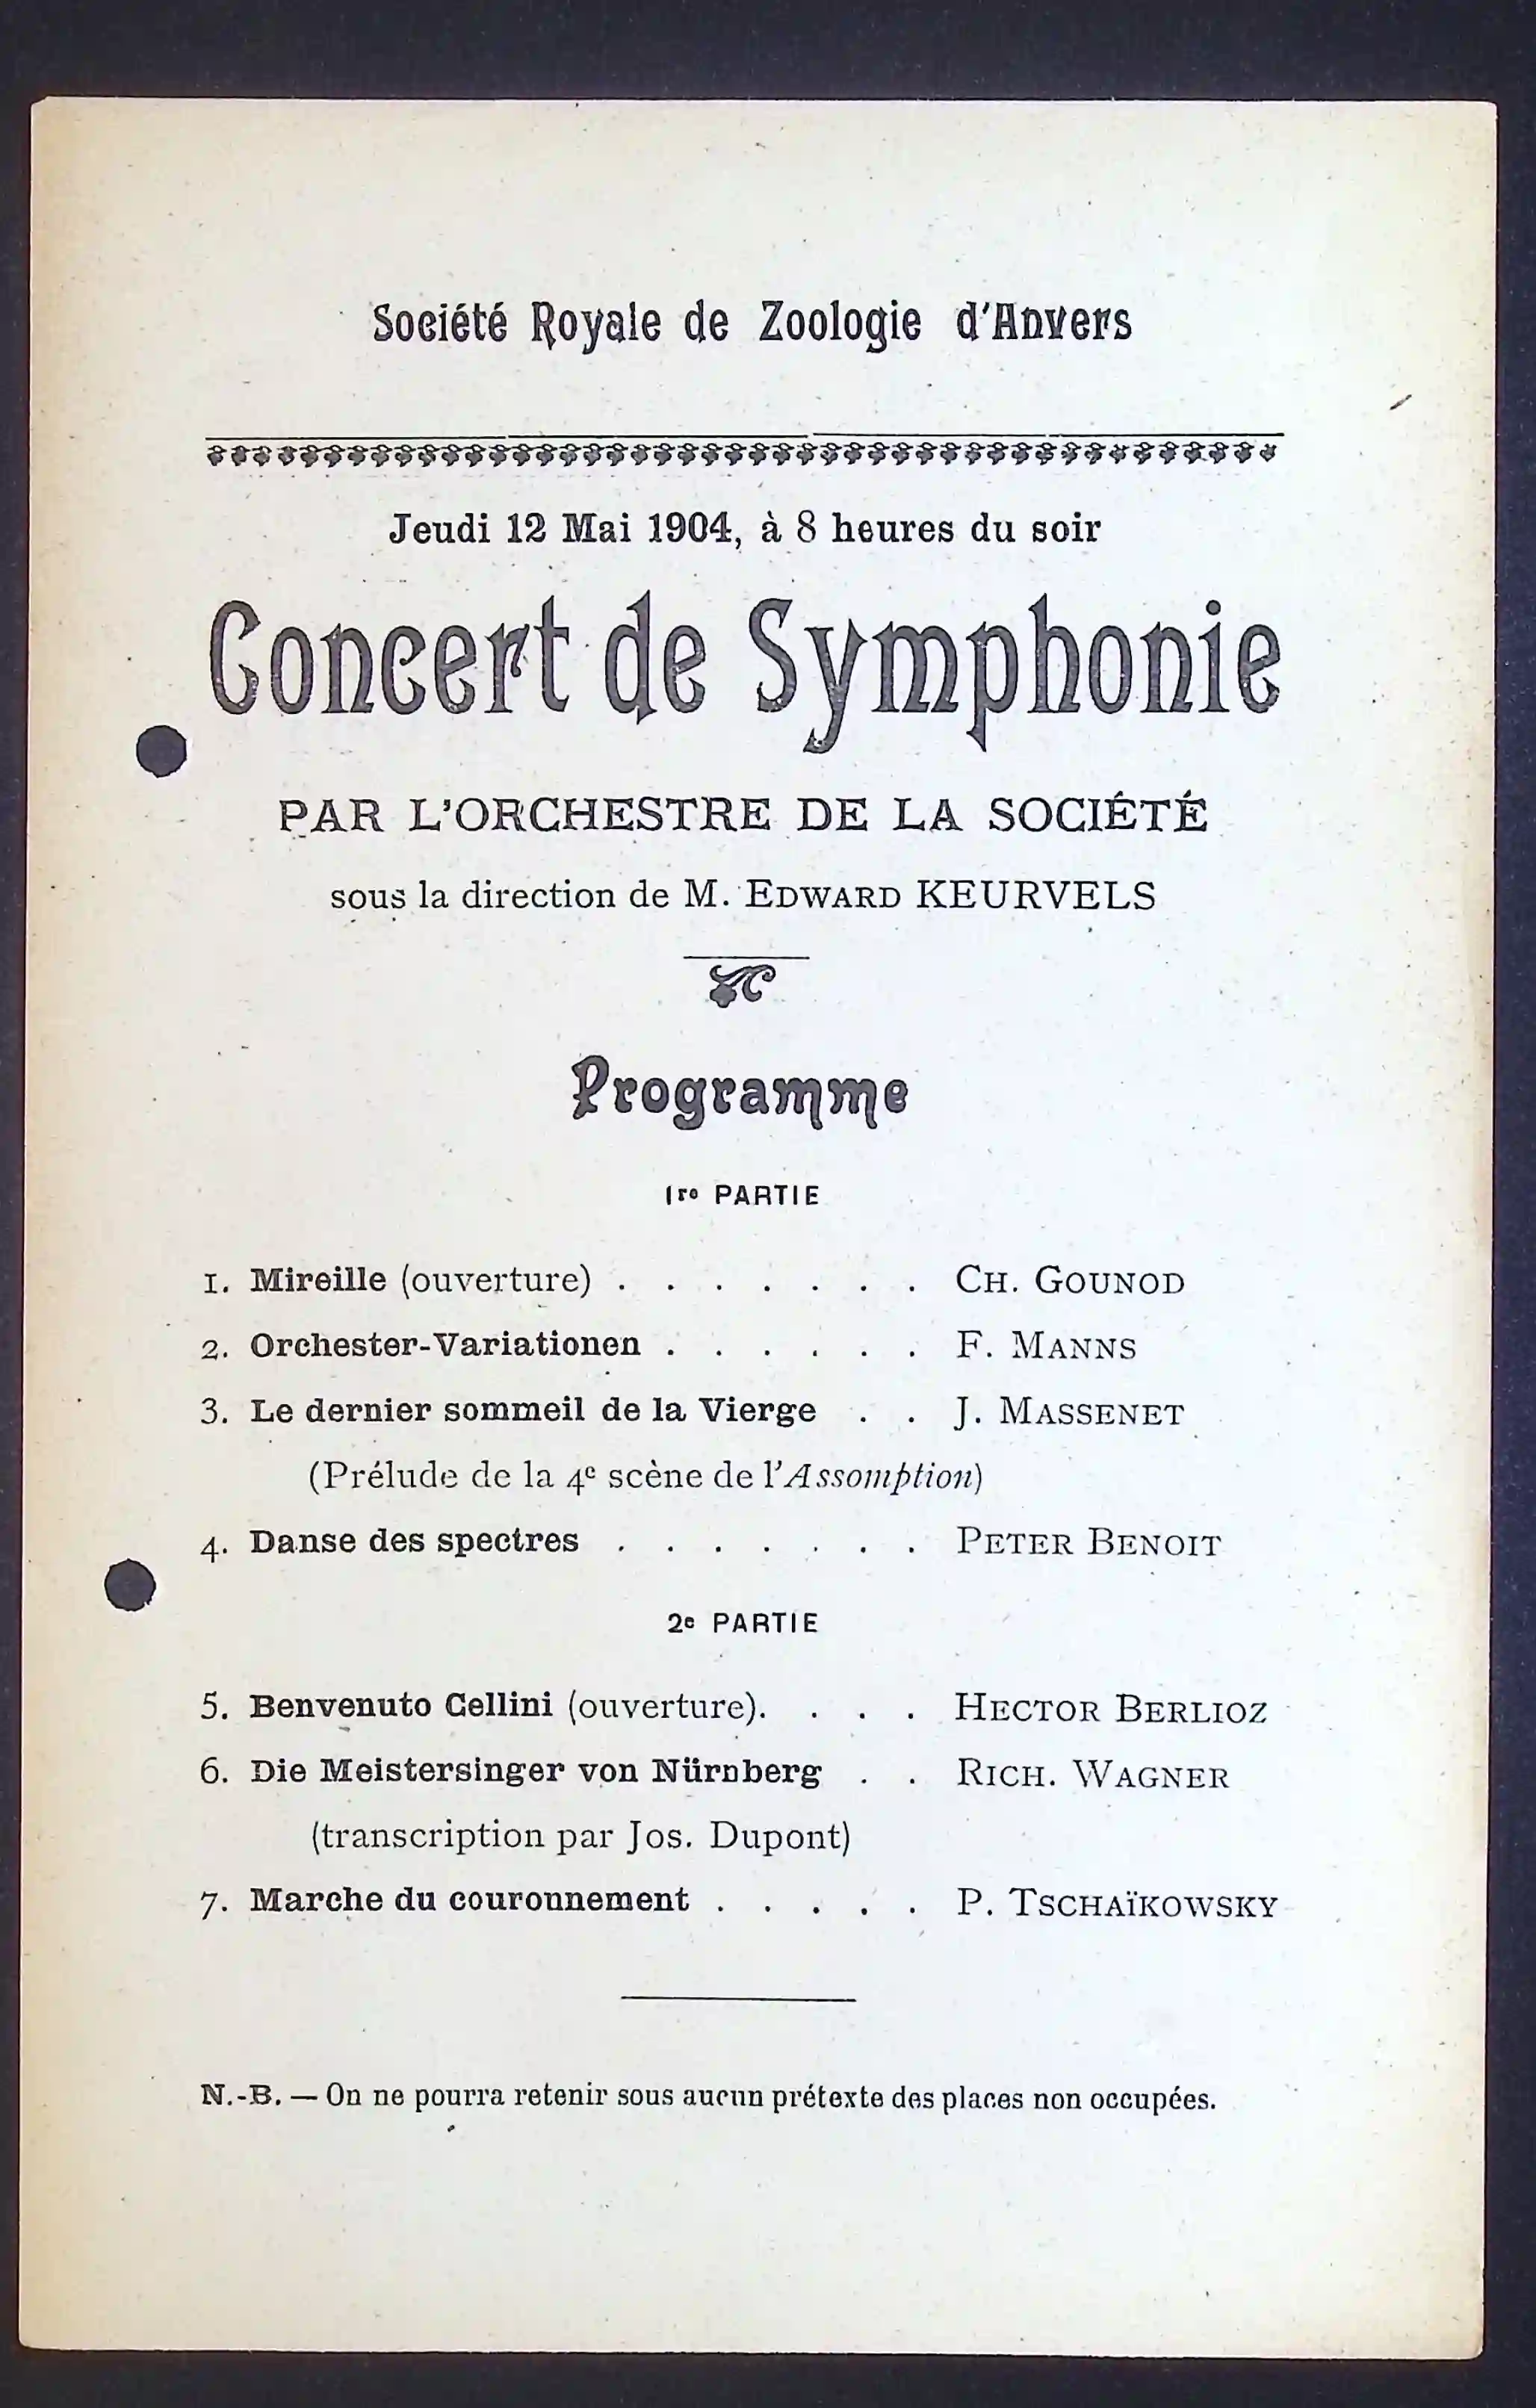 Société Royale de Zoologie d'Anvers
Jeudi 12 Mai 1904, à 8 heures du soir
Concert de Symphonie
PAR L'ORCHESTRE DE LA SOCIÉTÉ
sous la direction de M. EDWARD KEURVELS
Programme
1re PARTIE
1. Mireille (ouverture) . . . . . . . CH. GOUNOD
2. Orchester-Variationen . . . . . . F. MANNS
3. Le dernier sommeil de la Vierge . . J. MASSENET
(Prélude de la 4e scène de l'Assomption)
4. Danse des spectres . . . . . . . PETER BENOIT
2e PARTIE
5. Benvenuto Cellini (ouverture). . . . HECTOR BERLIOZ
6. Die Meistersinger von Nürnberg . . RICH. WAGNER
(transcription par Jos. Dupont)
7. Marche du couronnement . . . . . P. TSCHAÏKOWSKY
N.-B. — On ne pourra retenir sous aucun prétexte des places non occupées.